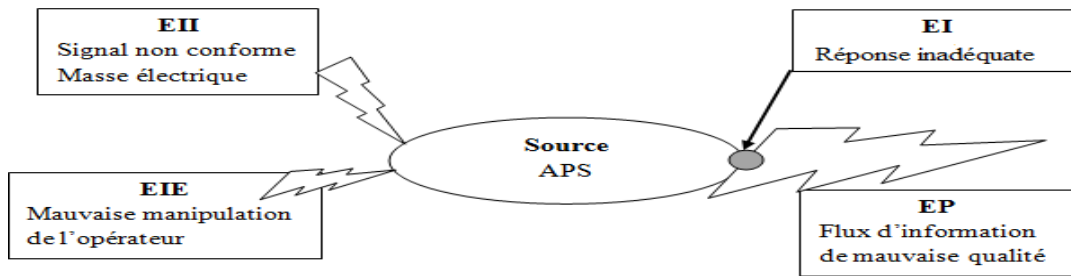 EII
Signal non conforme
Masse électrique
EI
Réponse inadéquate
Source
APS
EIE
Mauvaise manipulation
de l'opérateur
EP
Flux d'information
de mauvaise qualité